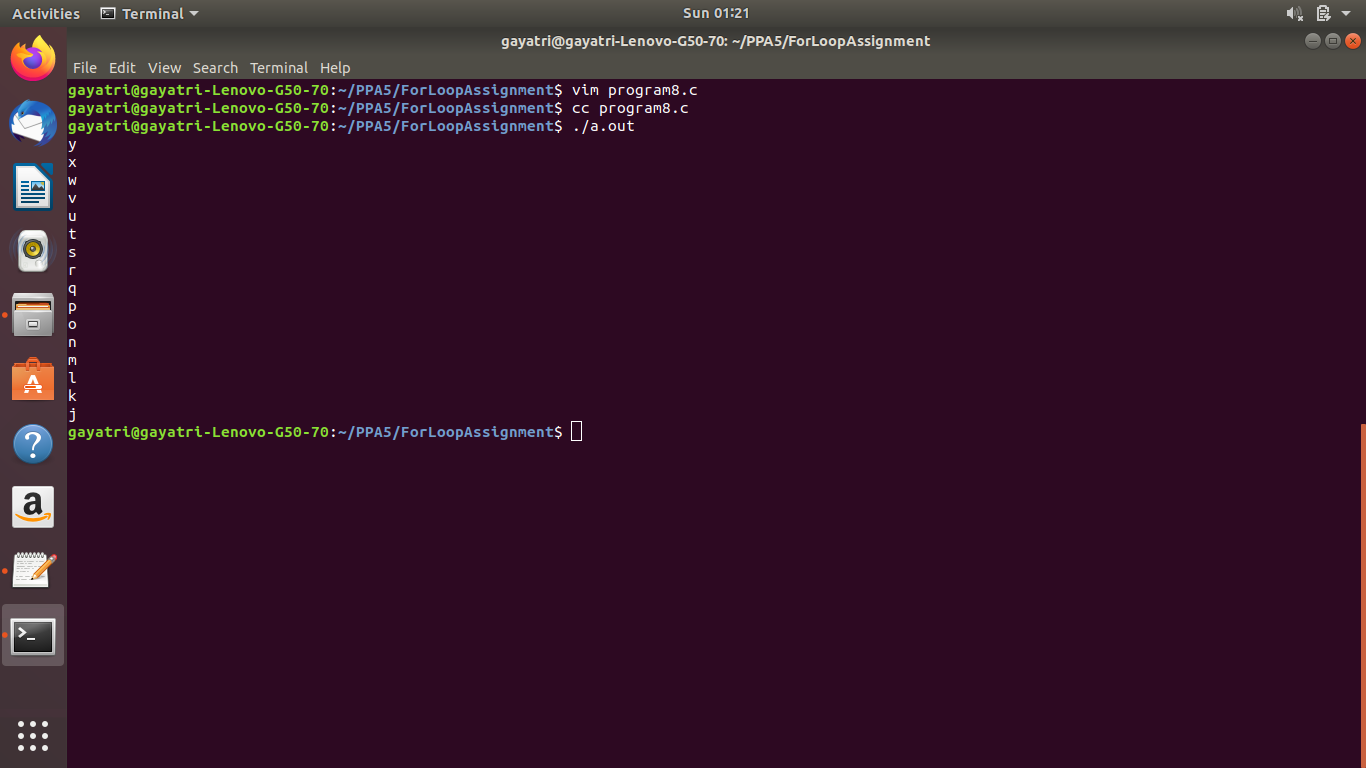 Activities Terminal Sun 01:21
gayatri@gayatri-Lenovo-G50-70: ~/PPA5/ForLoopAssignment
File Edit View Search Terminal Help
gayatri@gayatri-Lenovo-G50-70:~/PPA5/ForLoopAssignment$ vim program8.c
gayatri@gayatri-Lenovo-G50-70:~/PPA5/ForLoopAssignment$ cc program8.c
gayatri@gayatri-Lenovo-G50-70:~/PPA5/ForLoopAssignment$ ./a.out
y
x
w
v
u
t
s
r
q
p
o
n
m
l
k
j
gayatri@gayatri-Lenovo-G50-70:~/PPA5/ForLoopAssignment$